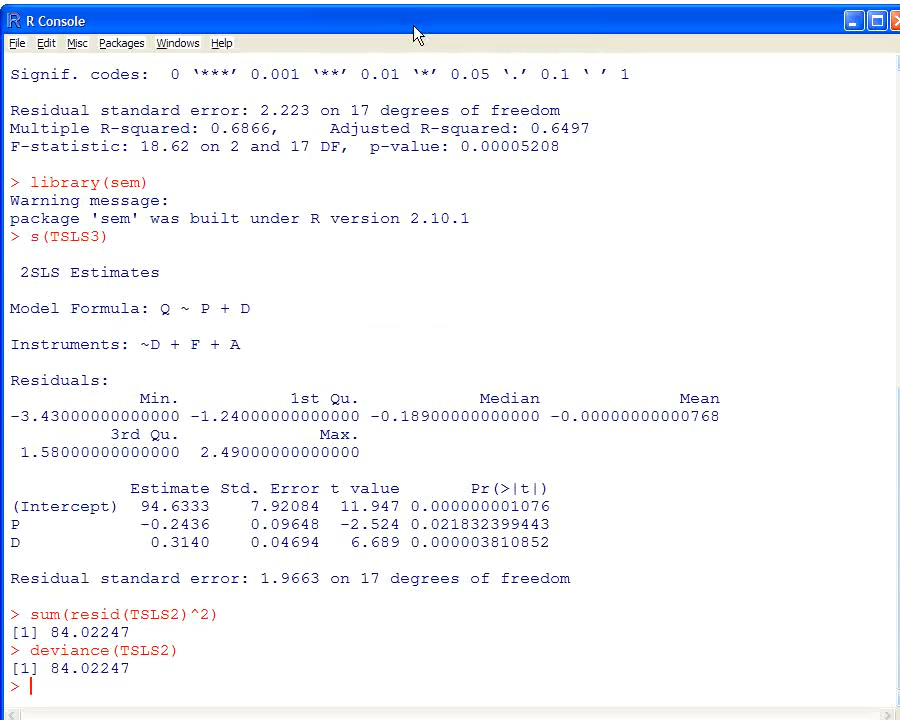 R Console
File Edit Misc Packages Windows Help
Signif. codes:  0 ‘***’ 0.001 ‘**’ 0.01 ‘*’ 0.05 ‘.’ 0.1 ‘ ’ 1
Residual standard error: 2.223 on 17 degrees of freedom
Multiple R-squared: 0.6866,     Adjusted R-squared: 0.6497
F-statistic: 18.62 on 2 and 17 DF,  p-value: 0.00005208
> library(sem)
Warning message:
package 'sem' was built under R version 2.10.1
> s(TSLS3)
2SLS Estimates
Model Formula: Q ~ P + D
Instruments: ~D + F + A
Residuals:
Min. 1st Qu. Median Mean
-3.43000000000000 -1.24000000000000 -0.18900000000000 -0.00000000000768
3rd Qu. Max.
1.58000000000000 2.49000000000000
Estimate Std. Error t value Pr(>|t|)
(Intercept) 94.6333 7.92084 11.947 0.000000001076
P -0.2436 0.09648 -2.524 0.021832399443
D 0.3140 0.04694 6.689 0.000003810852
Residual standard error: 1.9663 on 17 degrees of freedom
> sum(resid(TSLS2)^2)
[1] 84.02247
> deviance(TSLS2)
[1] 84.02247
>